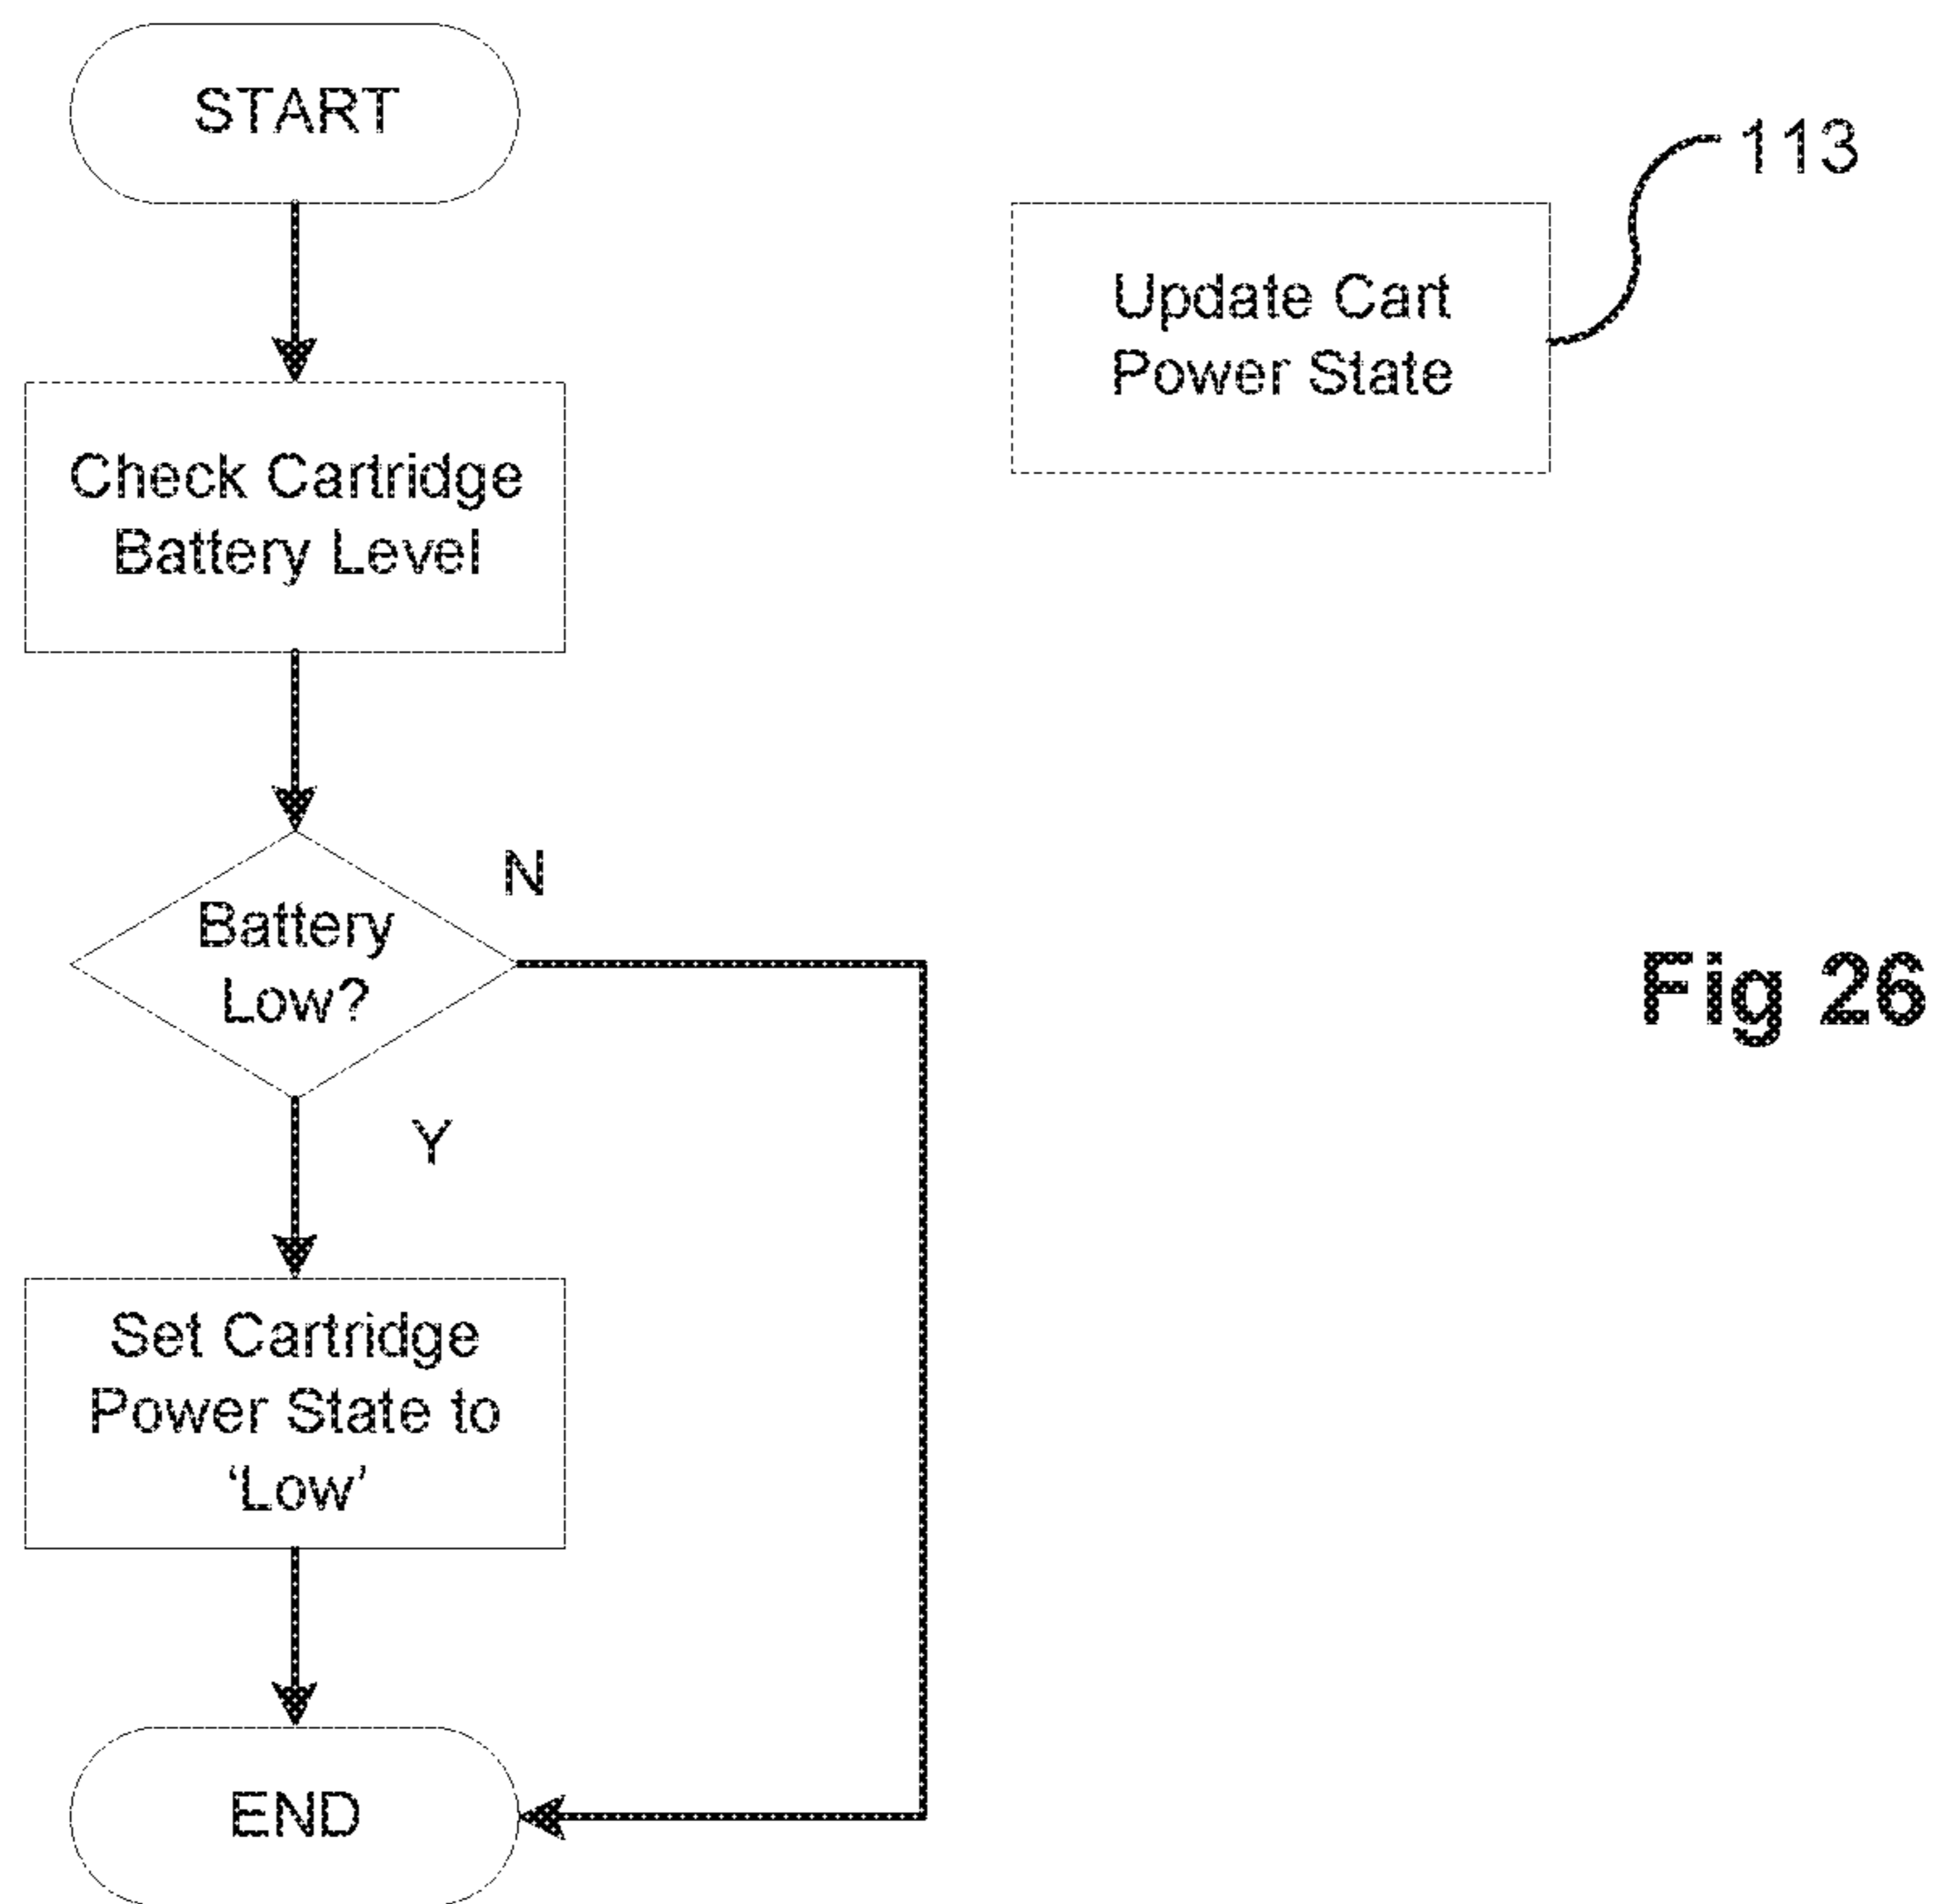 START
113
Update Cart
Power State
Check Cartridge
Battery Level
N
Battery
Low?
Fig 26
Y
Set Cartridge
Power State to
‘Low’
END